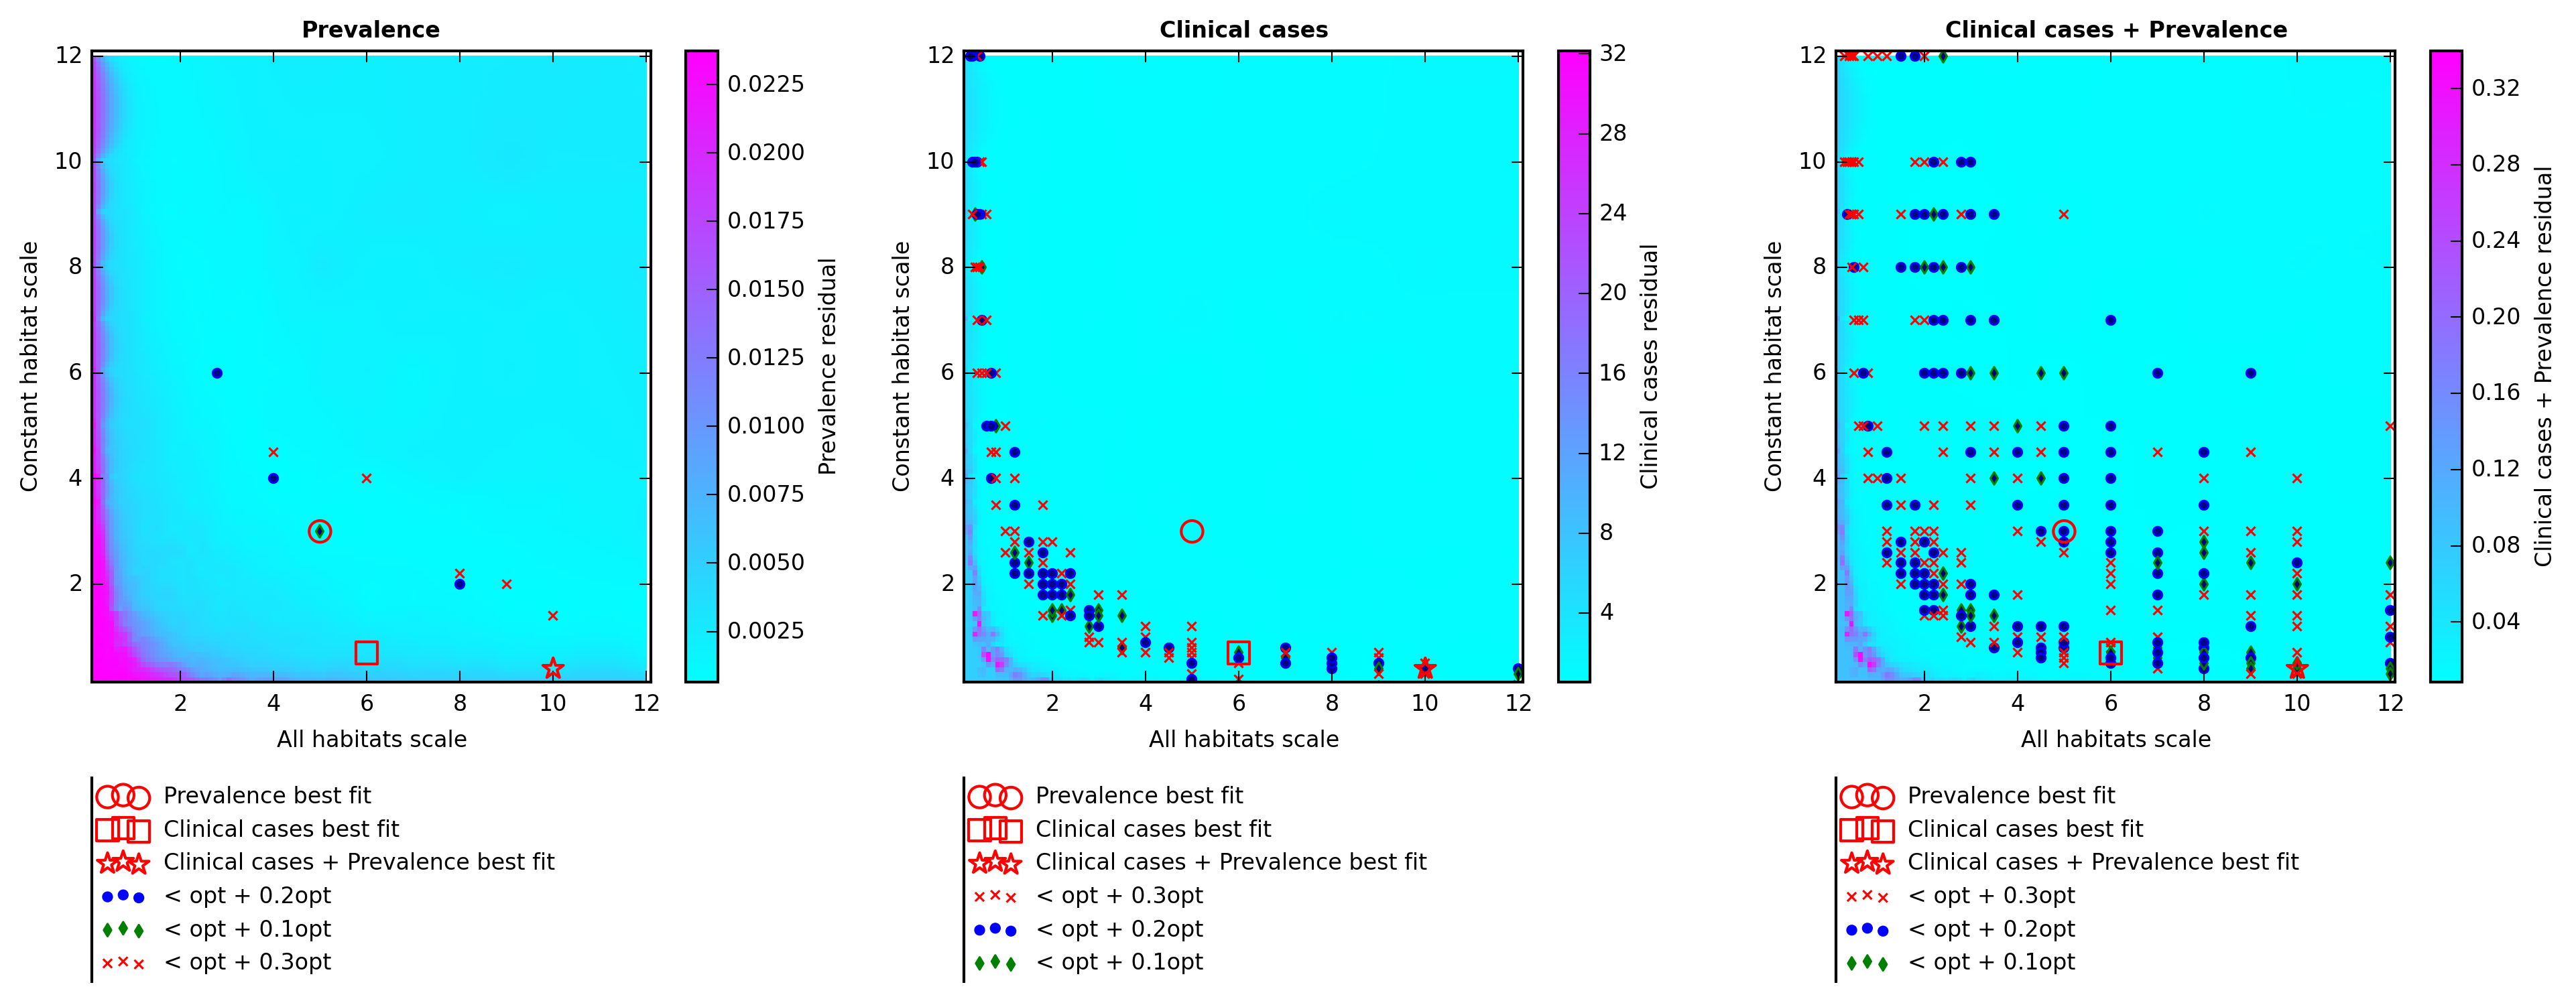 Prevalence
12
10
8
6
4
2
2 4 6 8 10 12
Constant habitat scale
All habitats scale
0.0225
0.0200
0.0175
0.0150
0.0125
0.0100
0.0075
0.0050
0.0025
Prevalence residual
Prevalence best fit
Clinical cases best fit
Clinical cases + Prevalence best fit
< opt + 0.2opt
< opt + 0.1opt
< opt + 0.3opt
Clinical cases
12
10
8
6
4
2
2 4 6 8 10 12
Constant habitat scale
All habitats scale
32
28
24
20
16
12
8
4
Clinical cases residual
Prevalence best fit
Clinical cases best fit
Clinical cases + Prevalence best fit
< opt + 0.3opt
< opt + 0.2opt
< opt + 0.1opt
Clinical cases + Prevalence
12
10
8
6
4
2
2 4 6 8 10 12
Constant habitat scale
All habitats scale
0.32
0.28
0.24
0.20
0.16
0.12
0.08
0.04
Clinical cases + Prevalence residual
Prevalence best fit
Clinical cases best fit
Clinical cases + Prevalence best fit
< opt + 0.3opt
< opt + 0.2opt
< opt + 0.1opt